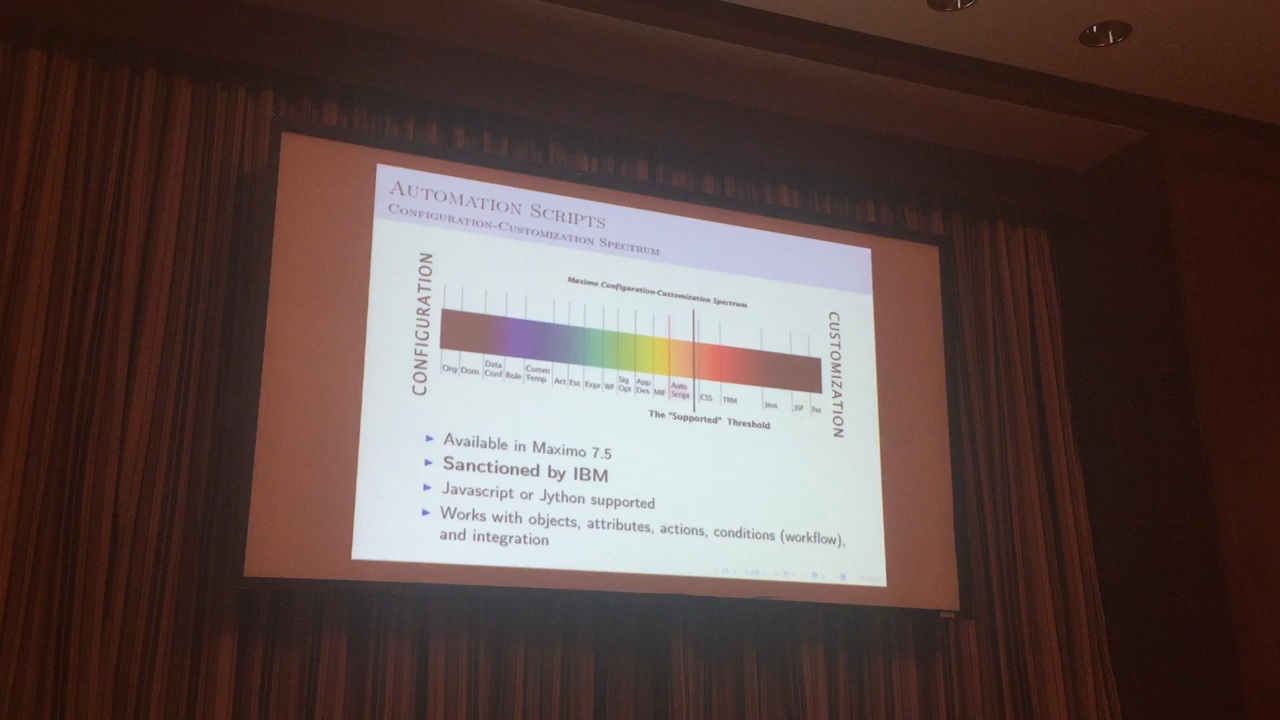 AUTOMATION SCRIPTS
CONFIGURATION-CUSTOMIZATION SPECTRUM
Maximo Configuration-Customization Spectrum
CONFIGURATION
CUSTOMIZATION
Org Dom Data Conf Role Comm Temp Act Esc Expr WF Sig Opt App Des MIF Auto Script CSS TRM Java JSP
The "Supported" Threshold
Available in Maximo 7.5
Sanctioned by IBM
Javascript or Jython supported
Works with objects, attributes, actions, conditions (workflow),
and integration